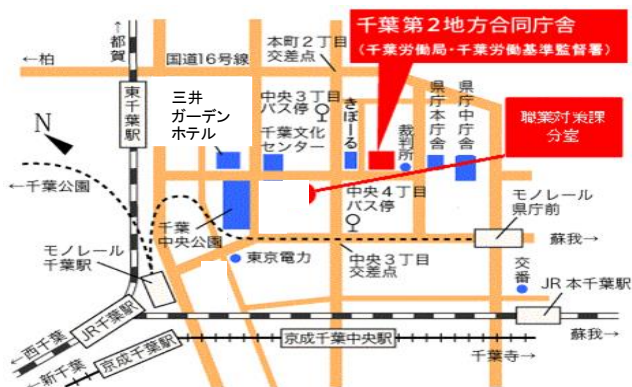 ←都賀
本町2丁目
交差点
千葉第2地方合同庁舎
(千葉労働局・千葉労働基準監督署)
←柏
国道16号線
東千葉駅
三井
ガーデン
ホテル
中央3丁目
バス停
千葉文化
センター
きぼーる
裁判所
県庁本庁舎
県庁中庁舎
職業対策課
分室
N
←千葉公園
千葉
中央公園
中央4丁目
バス停
モノレール
県庁前
蘇我→
モノレール
千葉駅
東京電力
中央3丁目
交差点
交番
JR本千葉駅
←西千葉
JR千葉駅
蘇我→
←新千葉
京成千葉駅
京成千葉中央駅
千葉寺→